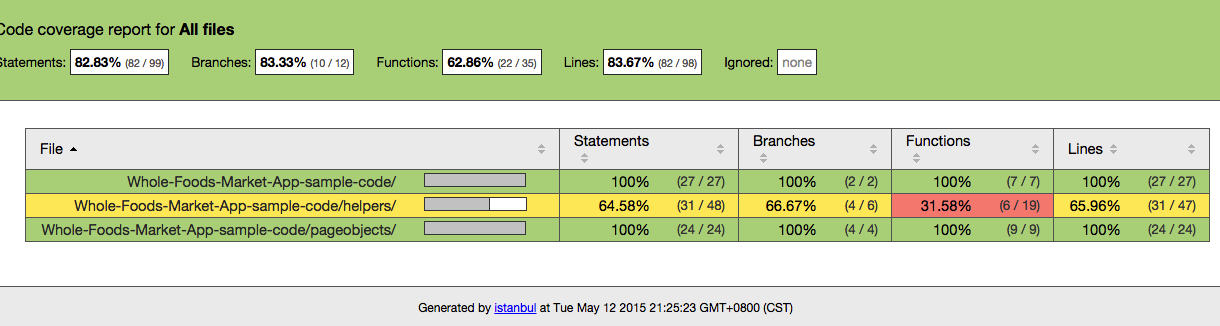 Code coverage report for All files
Statements: 82.83% (82 / 99) Branches: 83.33% (10 / 12) Functions: 62.86% (22 / 35) Lines: 83.67% (82 / 98) Ignored: none
File Statements Branches Functions Lines
Whole-Foods-Market-App-sample-code/ 100% (27 / 27) 100% (2 / 2) 100% (7 / 7) 100% (27 / 27)
Whole-Foods-Market-App-sample-code/helpers/ 64.58% (31 / 48) 66.67% (4 / 6) 31.58% (6 / 19) 65.96% (31 / 47)
Whole-Foods-Market-App-sample-code/pageobjects/ 100% (24 / 24) 100% (4 / 4) 100% (9 / 9) 100% (24 / 24)
Generated by istanbul at Tue May 12 2015 21:25:23 GMT+0800 (CST)